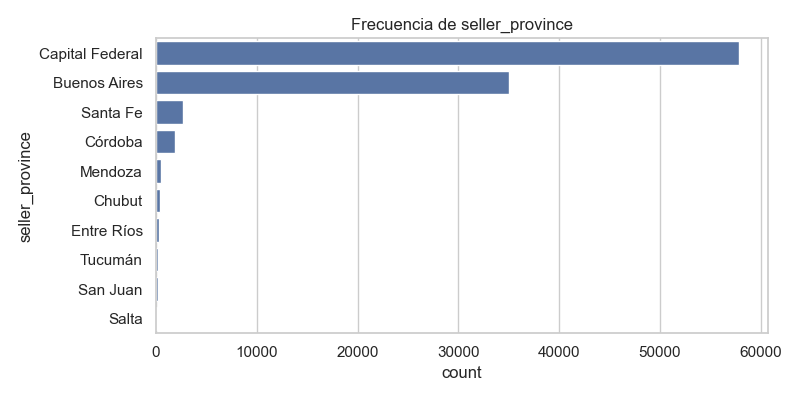 Frecuencia de seller_province
seller_province
Capital Federal
Buenos Aires
Santa Fe
Córdoba
Mendoza
Chubut
Entre Ríos
Tucumán
San Juan
Salta
0 10000 20000 30000 40000 50000 60000
count